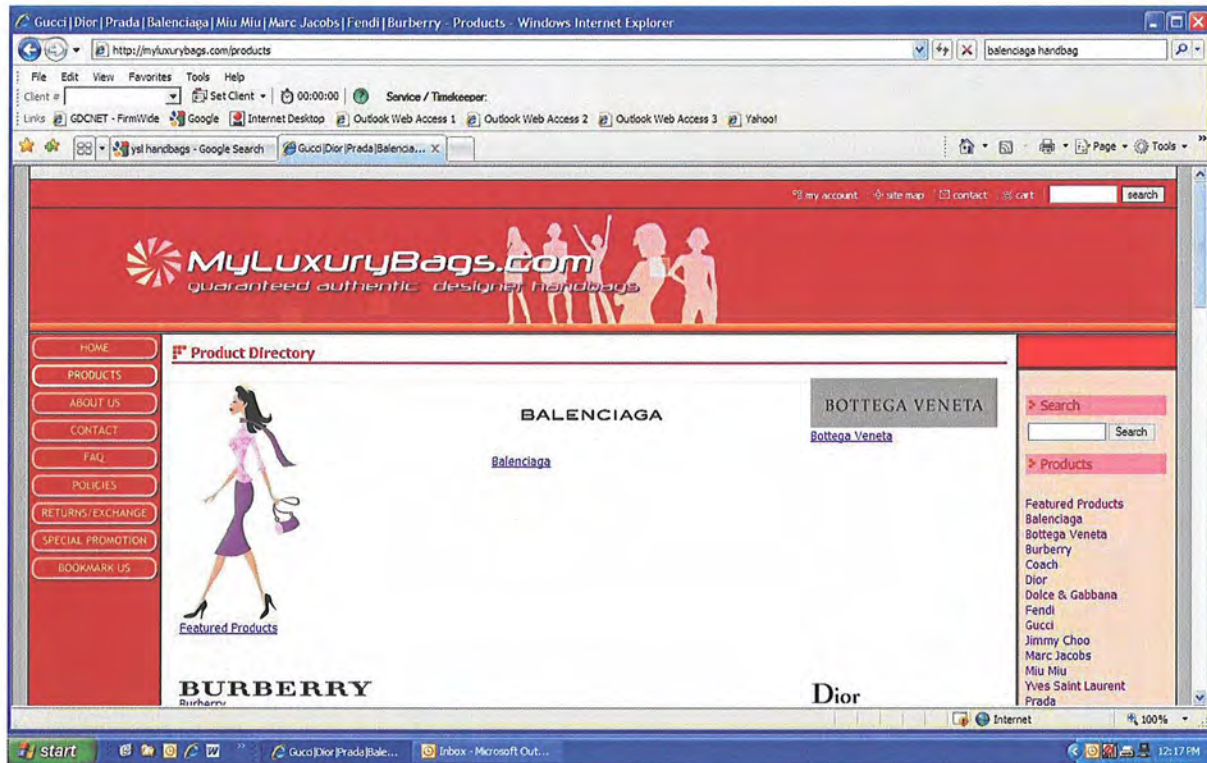 Gucci|Dior|Prada|Balenciaga|Miu Miu|Marc Jacobs|Fendi|Burberry - Products - Windows Internet Explorer
http://myluxurybags.com/products
balenciaga handbag
File Edit View Favorites Tools Help
Client # Set Client 00:00:00 Service / Timekeeper:
Links GDCNET - FirmWide Google Internet Desktop Outlook Web Access 1 Outlook Web Access 2 Outlook Web Access 3 Yahoo!
ysl handbags - Google Search Gucci|Dior|Prada|Balencia... X Page Tools
my account site map contact cart search
MyLuxuryBags.com
guaranteed authentic designer handbags
HOME
PRODUCTS
ABOUT US
CONTACT
FAQ
POLICIES
RETURNS/EXCHANGE
SPECIAL PROMOTION
BOOKMARK US
Product Directory
Featured Products
BALENCIAGA
Balenciaga
BOTTEGA VENETA
Bottega Veneta
BURBERRY
Burberry
Dior
> Search
Search
> Products
Featured Products
Balenciaga
Bottega Veneta
Burberry
Coach
Dior
Dolce & Gabbana
Fendi
Gucci
Jimmy Choo
Marc Jacobs
Miu Miu
Yves Saint Laurent
Prada
Internet 100%
start Gucci|Dior|Prada|Bale... Inbox - Microsoft Out... 12:17 PM